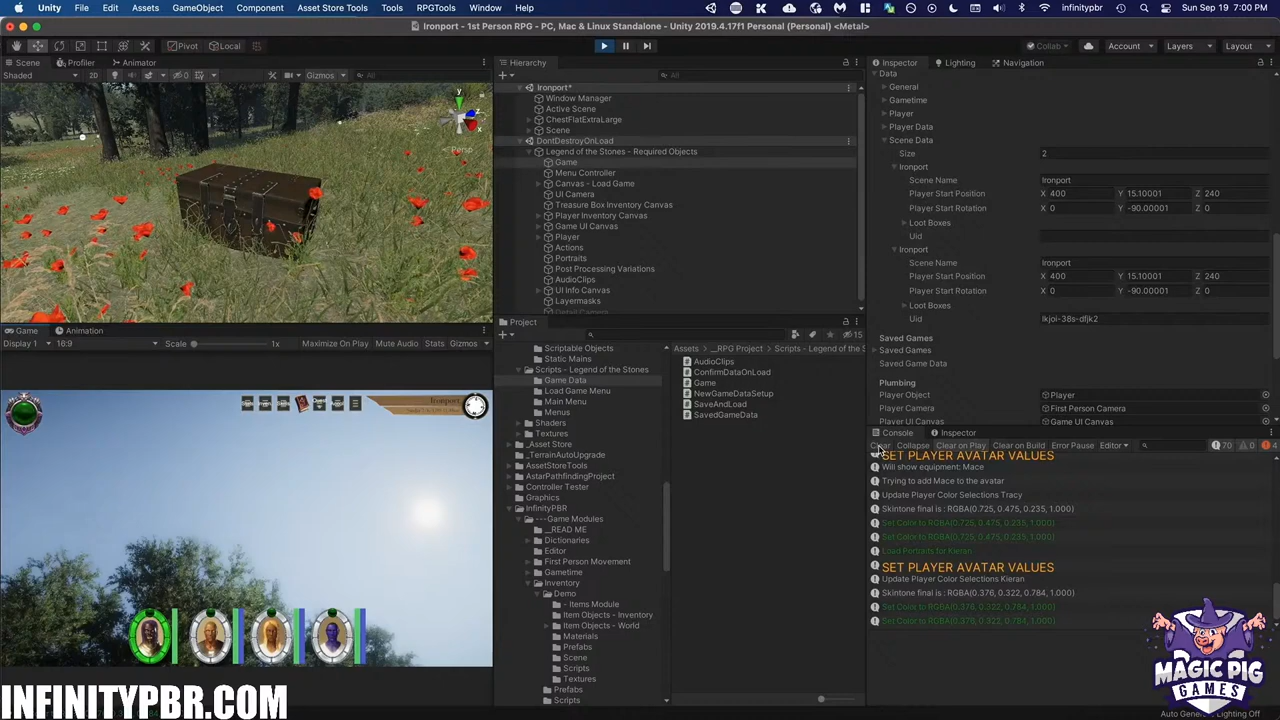 Unity File Edit Assets GameObject Component Asset Store Tools Tools RPG Tools Window Help
infinitypbr Sun Sep 19 7:00 PM
Ironport - 1st Person RPG - PC, Mac & Linux Standalone - Unity 2019.4.17f1 Personal (Personal) <Metal>
Pivot Local Collab Account Layers Layout
Scene Profiler Animator
Shaded 2D 0 Gizmos All
y
x
z
Persp
Game Animation
Display 1 16:9 Scale 1x Maximize On Play Mute Audio Stats Gizmos
Ironport
INFINITYPBR.COM
Hierarchy
All
Ironport*
Window Manager
Active Scene
ChestFlatExtraLarge
Scene
DontDestroyOnLoad
Legend of the Stones - Required Objects
Game
Menu Controller
Canvas - Load Game
UI Camera
Treasure Box Inventory Canvas
Player Inventory Canvas
Game UI Canvas
Player
Actions
Portraits
Post Processing Variations
AudioClips
UI Info Canvas
Layermasks
Detail Camera
Project
15
Scriptable Objects
Static Mains
Scripts - Legend of the Stones
Game Data
Load Game Menu
Main Menu
Menus
Shaders
Textures
_Asset Store
_TerrainAutoUpgrade
AssetStoreTools
AstarPathfindingProject
Controller Tester
Graphics
InfinityPBR
---Game Modules
__READ ME
Dictionaries
Editor
First Person Movement
Gametime
Inventory
Demo
- Items Module
Item Objects - Inventory
Item Objects - World
Materials
Prefabs
Scene
Scripts
Textures
Prefabs
Scripts
Assets > __RPG Project > Scripts - Legend of the S
AudioClips
ConfirmDataOnLoad
Game
NewGameDataSetup
SaveAndLoad
SavedGameData
Inspector Lighting Navigation
Data
General
Gametime
Player
Player Data
Scene Data
Size 2
Ironport
Scene Name Ironport
Player Start Position X 400 Y 15.10001 Z 240
Player Start Rotation X 0 Y -90.00001 Z 0
Loot Boxes
Uid
Ironport
Scene Name Ironport
Player Start Position X 400 Y 15.10001 Z 240
Player Start Rotation X 0 Y -90.00001 Z 0
Loot Boxes
Uid lkjoi-38s-dfjk2
Saved Games
Saved Games
Saved Game Data
Plumbing
Player Object Player
Player Camera First Person Camera
Player UI Canvas Game UI Canvas
Console Inspector
Clear Collapse Clear on Play Clear on Build Error Pause Editor 70 0 4
SET PLAYER AVATAR VALUES
Will show equipment: Mace
Trying to add Mace to the avatar
Update Player Color Selections Tracy
Skintone final is : RGBA(0.725, 0.475, 0.235, 1.000)
Set Color to RGBA(0.725, 0.475, 0.235, 1.000)
Set Color to RGBA(0.725, 0.475, 0.235, 1.000)
Load Portraits for Kieran
SET PLAYER AVATAR VALUES
Update Player Color Selections Kieran
Skintone final is : RGBA(0.376, 0.322, 0.784, 1.000)
Set Color to RGBA(0.376, 0.322, 0.784, 1.000)
Set Color to RGBA(0.376, 0.322, 0.784, 1.000)
MAGIC PIG
GAMES